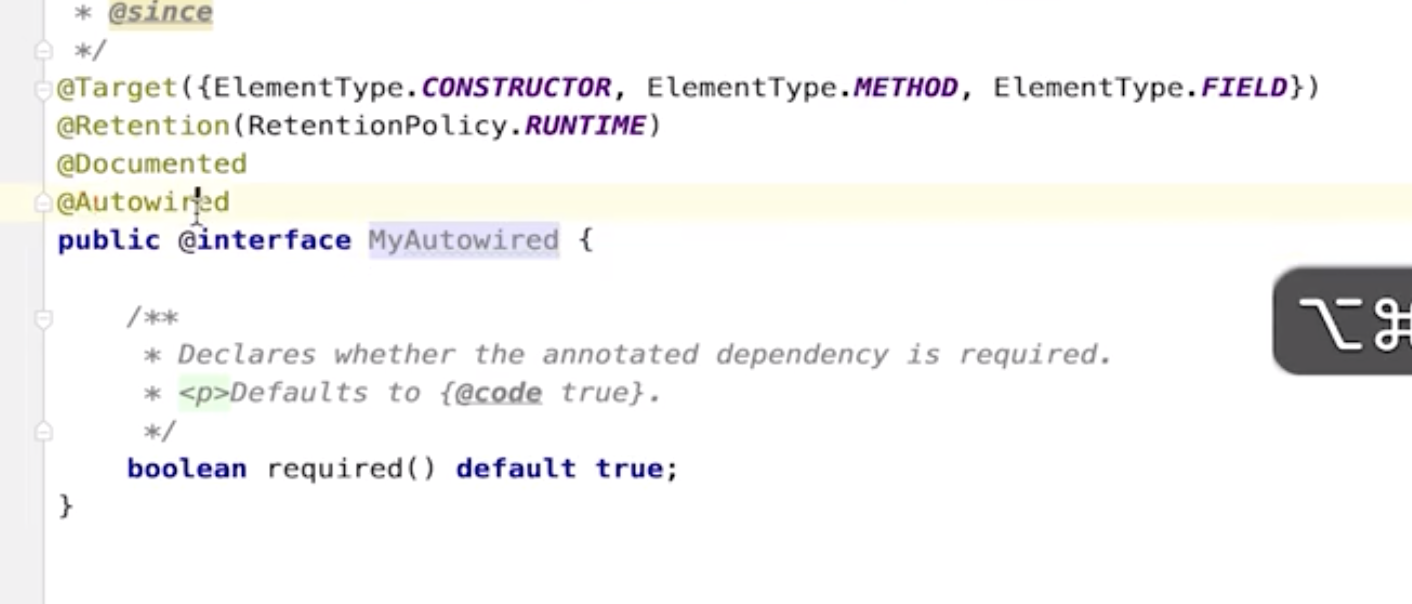 * @since
*/
@Target({ElementType.CONSTRUCTOR, ElementType.METHOD, ElementType.FIELD})
@Retention(RetentionPolicy.RUNTIME)
@Documented
@Autowired
public @interface MyAutowired {
/**
* Declares whether the annotated dependency is required.
* <p>Defaults to {@code true}.
*/
boolean required() default true;
}
⌥⌘